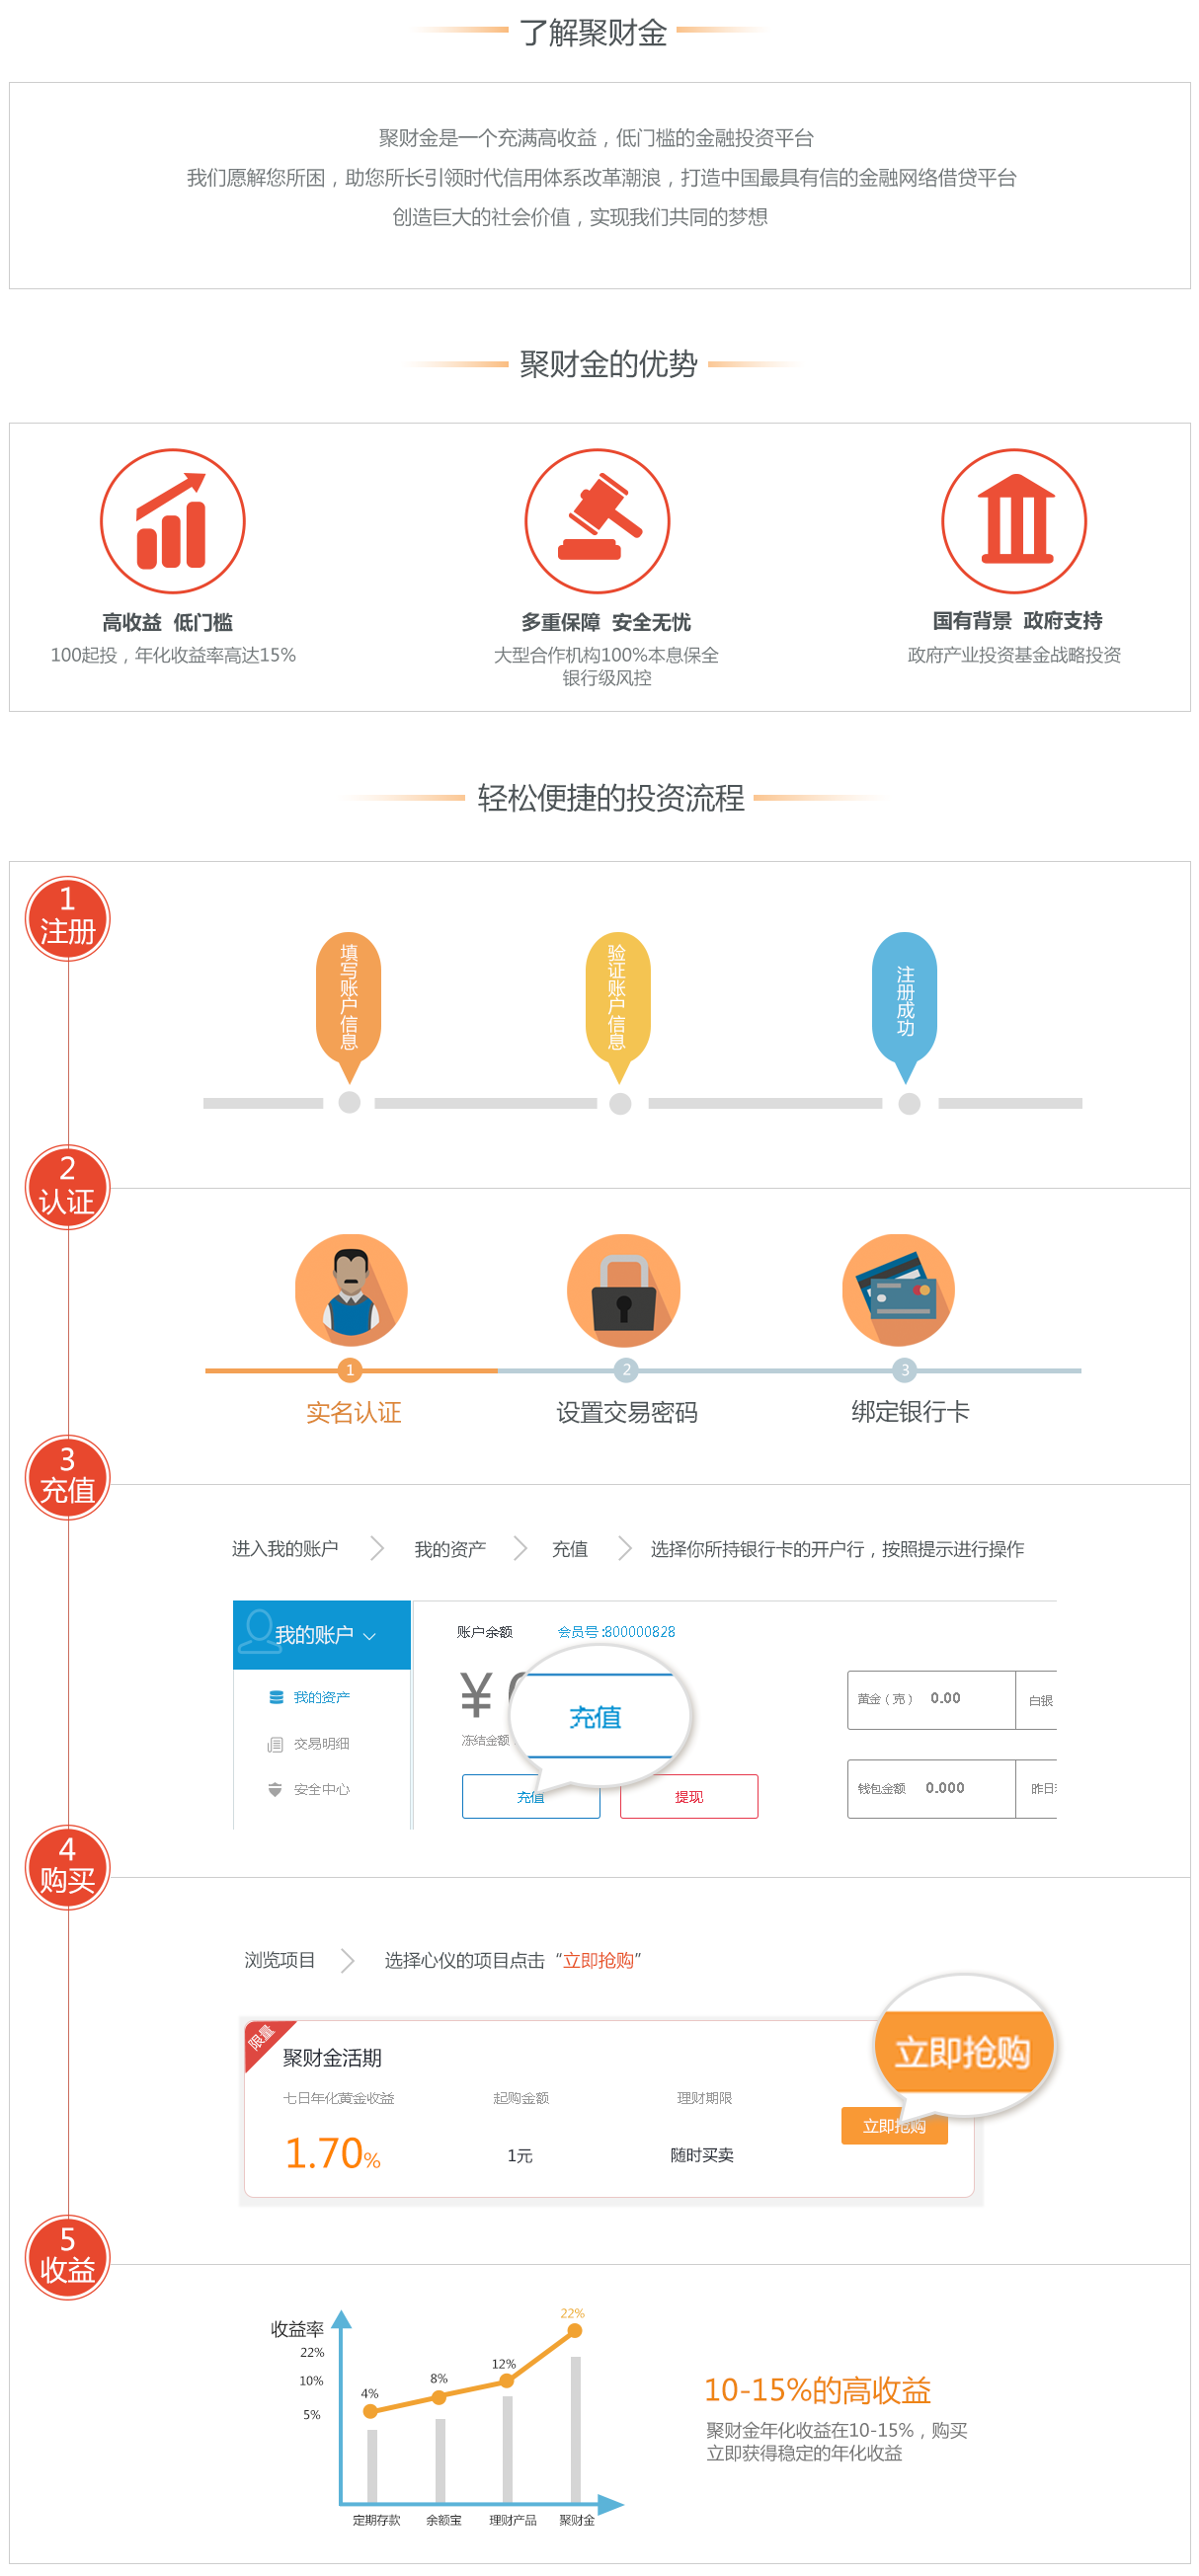 了解聚财金
聚财金是一个充满高收益，低门槛的金融投资平台
我们愿解您所困，助您所长引领时代信用体系改革潮浪，打造中国最具有信的金融网络借贷平台
创造巨大的社会价值，实现我们共同的梦想
聚财金的优势
高收益 低门槛
100起投，年化收益率高达15%
多重保障 安全无忧
大型合作机构100%本息保全
银行级风控
国有背景 政府支持
政府产业投资基金战略投资
轻松便捷的投资流程
1
注册
填写账户信息
验证账户信息
注册成功
2
认证
1
2
3
实名认证
设置交易密码
绑定银行卡
3
充值
进入我的账户
我的资产
充值
选择你所持银行卡的开户行，按照提示进行操作
我的账户
我的资产
交易明细
安全中心
账户余额
会员号:800000828
¥
充值
冻结金额
充值
提现
黄金（克） 0.00
白银
钱包金额 0.000
昨日
4
购买
浏览项目
选择心仪的项目点击“立即抢购”
限量
聚财金活期
七日年化黄金收益
起购金额
理财期限
1.70%
1元
随时买卖
立即抢购
立即抢购
5
收益
收益率
22%
10%
5%
4%
8%
12%
22%
定期存款
余额宝
理财产品
聚财金
10-15%的高收益
聚财金年化收益在10-15%，购买
立即获得稳定的年化收益